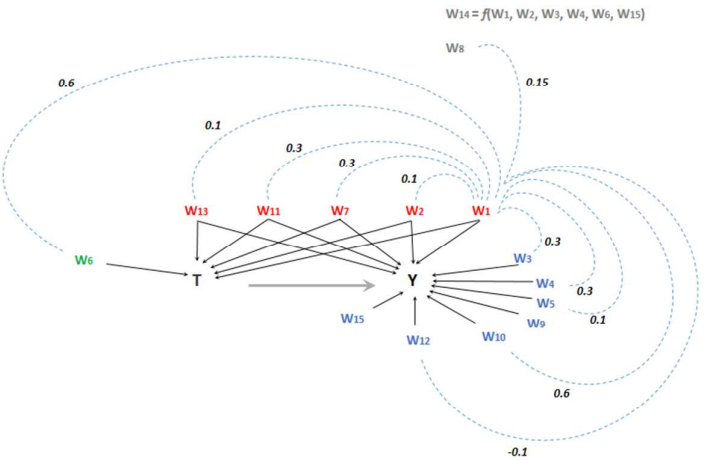 W14 = f(W1, W2, W3, W4, W6, W15)
W8
0.6
0.15
0.1
0.3
0.3
0.1
W13 W11 W7 W2 W1
0.3
W3
W6
T
Y
W4
0.3
W5
0.1
W15
W9
W12
W10
0.6
-0.1